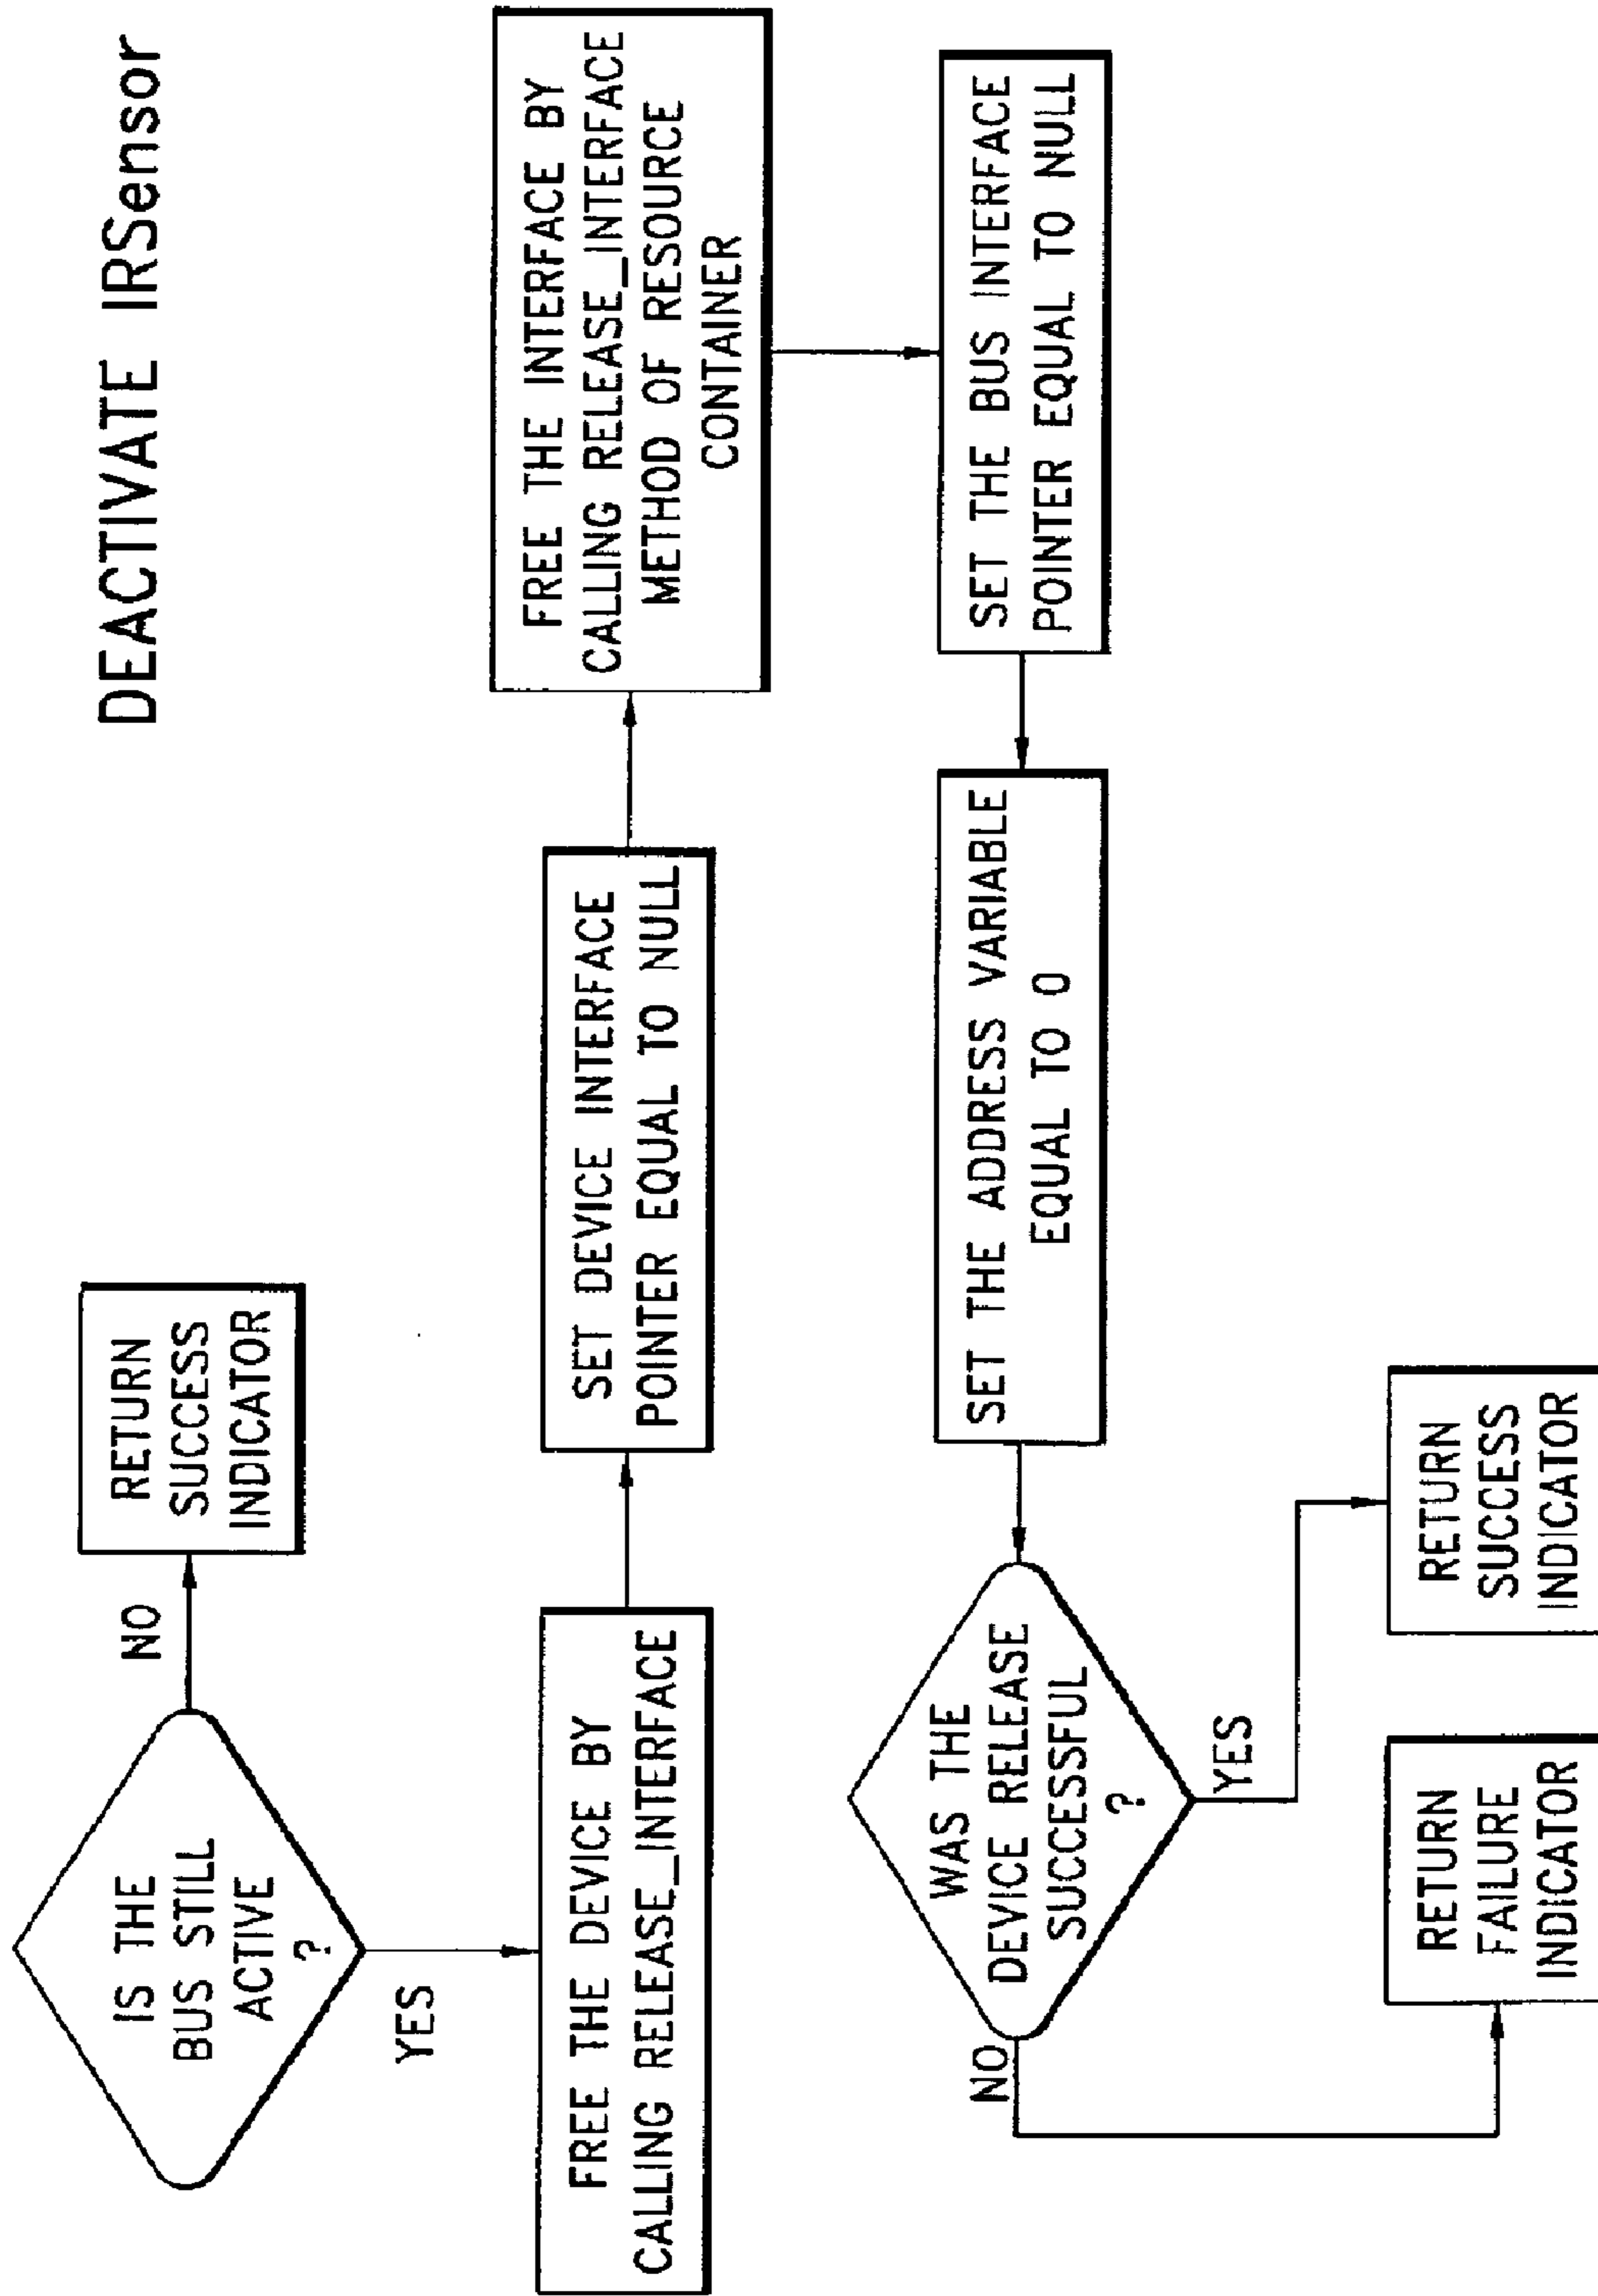 DEACTIVATE IRSensor
IS THE
BUS STILL
ACTIVE
?
NO
RETURN
SUCCESS
INDICATOR
YES
FREE THE DEVICE BY
CALLING RELEASE_INTERFACE
SET DEVICE INTERFACE
POINTER EQUAL TO NULL
FREE THE INTERFACE BY
CALLING RELEASE_INTERFACE
METHOD OF RESOURCE
CONTAINER
SET THE BUS INTERFACE
POINTER EQUAL TO NULL
SET THE ADDRESS VARIABLE
EQUAL TO 0
WAS THE
DEVICE RELEASE
SUCCESSFUL
?
NO
YES
RETURN
FAILURE
INDICATOR
RETURN
SUCCESS
INDICATOR